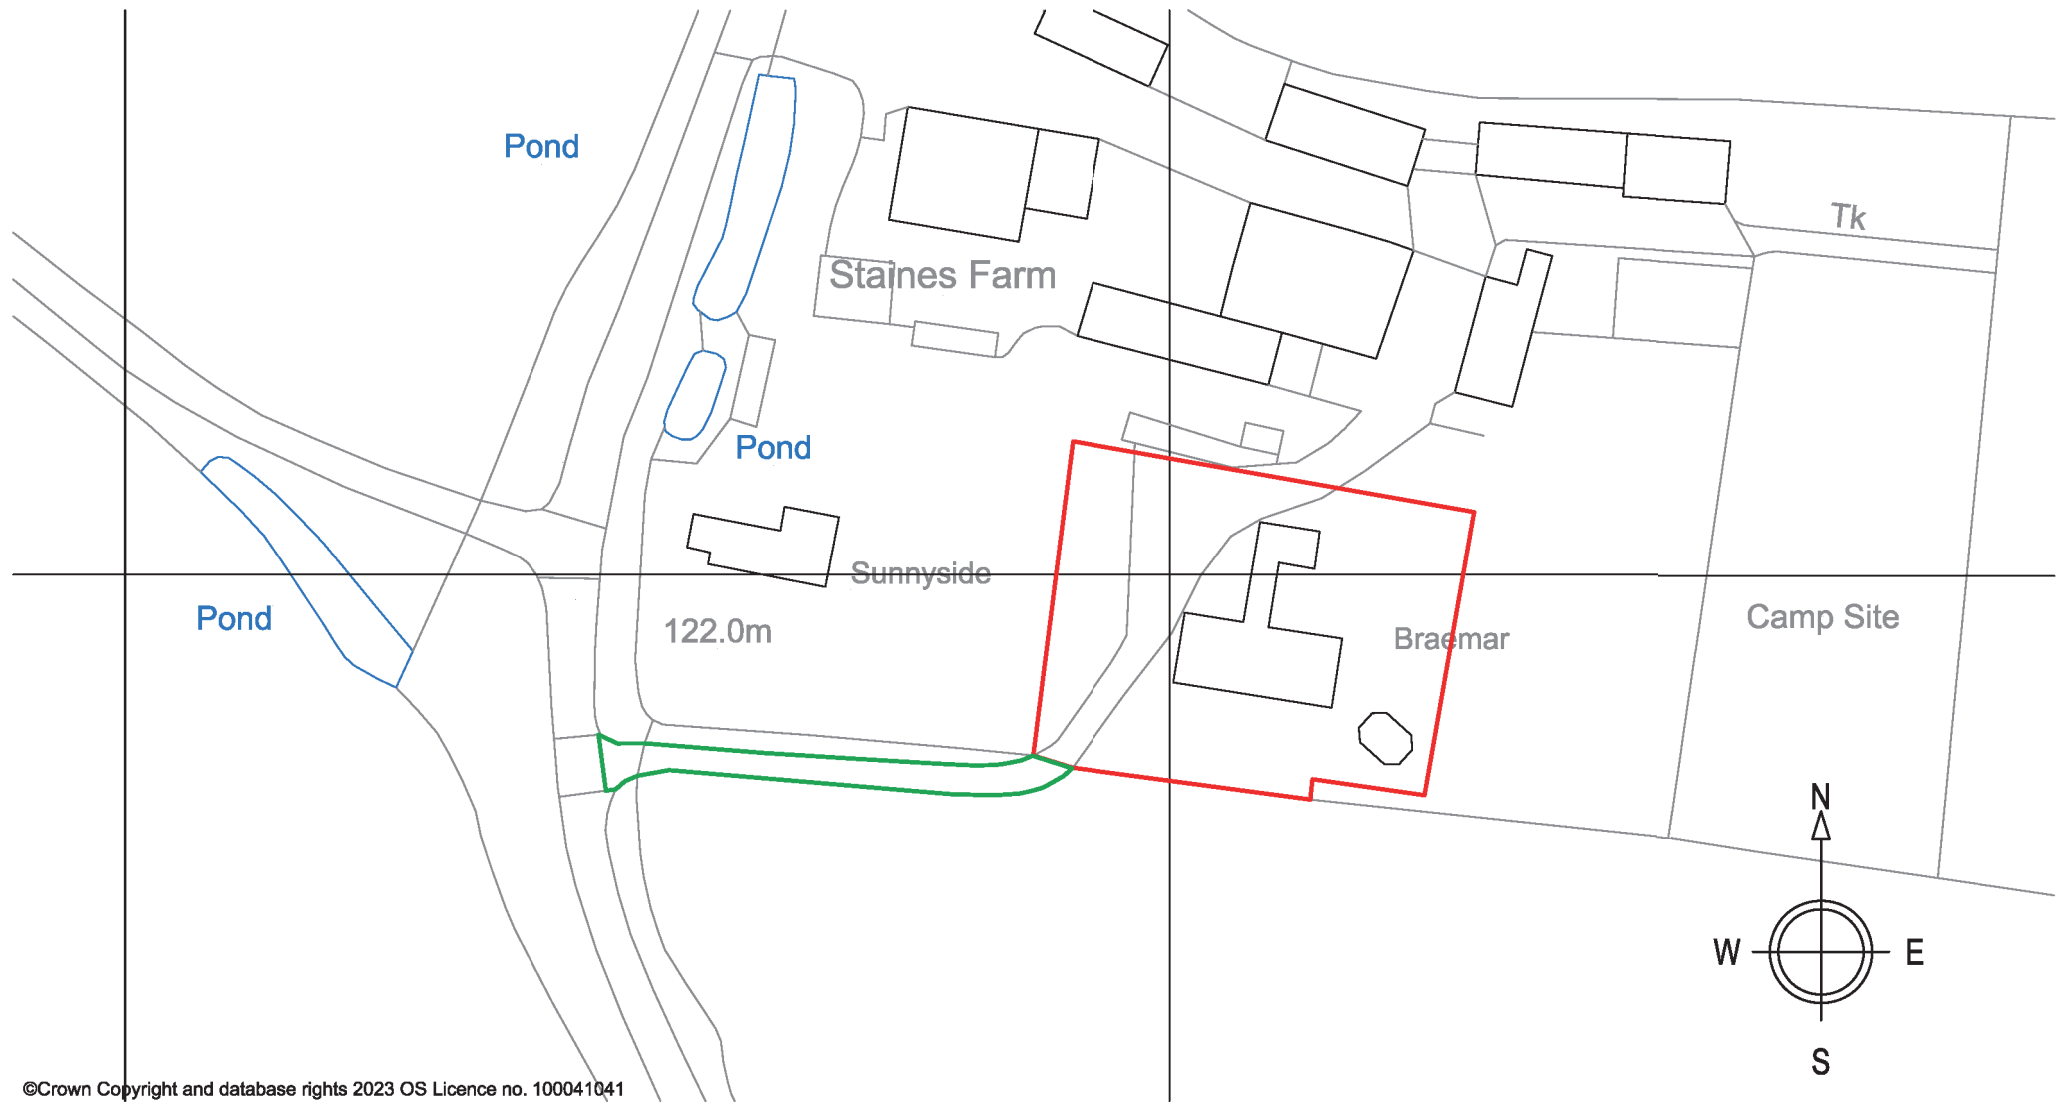 Pond
Tk
Staines Farm
Pond
Sunnyside
Pond
122.0m
Braemar
Camp Site
N
W
E
S
©Crown Copyright and database rights 2023 OS Licence no. 100041041